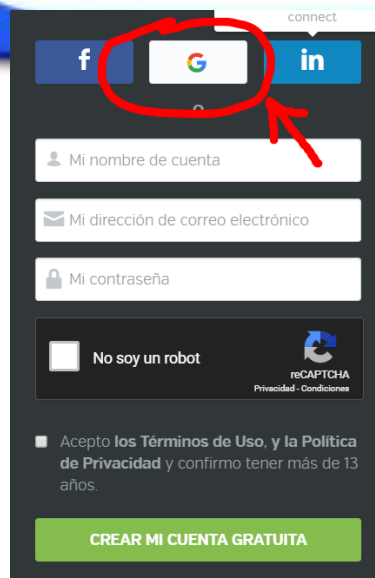 connect
f
G
in
o
Mi nombre de cuenta
Mi dirección de correo electrónico
Mi contraseña
No soy un robot
reCAPTCHA
Privacidad - Condiciones
Acepto los Términos de Uso, y la Política
de Privacidad y confirmo tener más de 13
años.
CREAR MI CUENTA GRATUITA